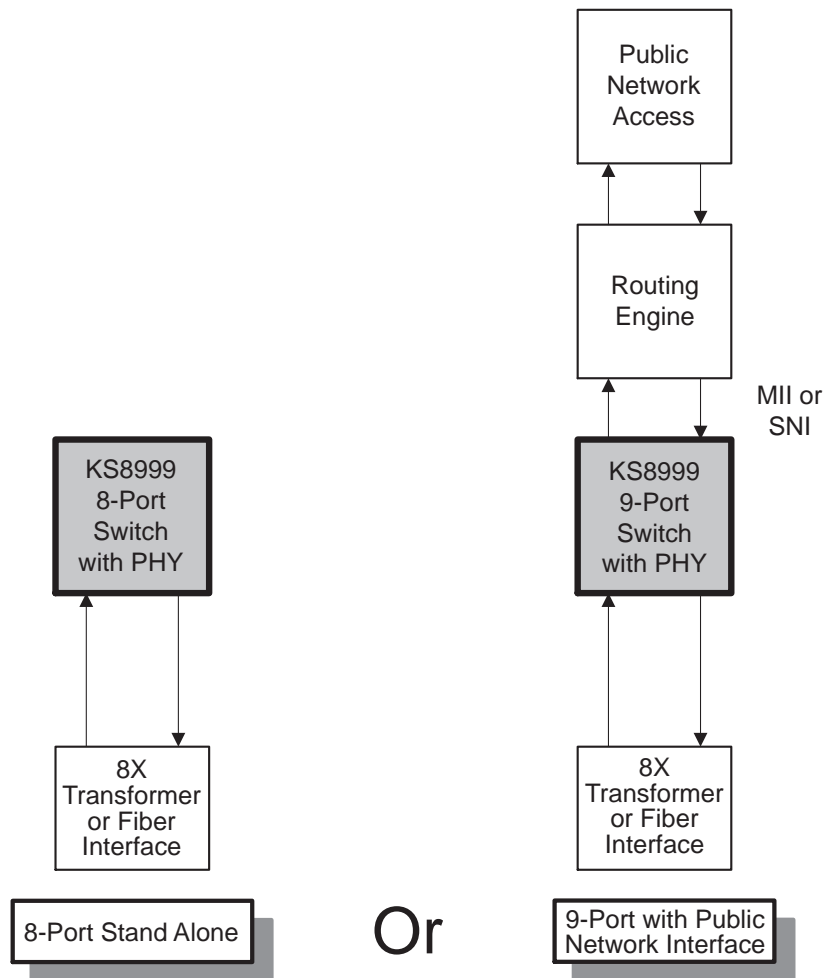 Public
Network
Access
Routing
Engine
MII or
SNI
KS8999
8-Port
Switch
with PHY
KS8999
9-Port
Switch
with PHY
8X
Transformer
or Fiber
Interface
8X
Transformer
or Fiber
Interface
8-Port Stand Alone
Or
9-Port with Public
Network Interface